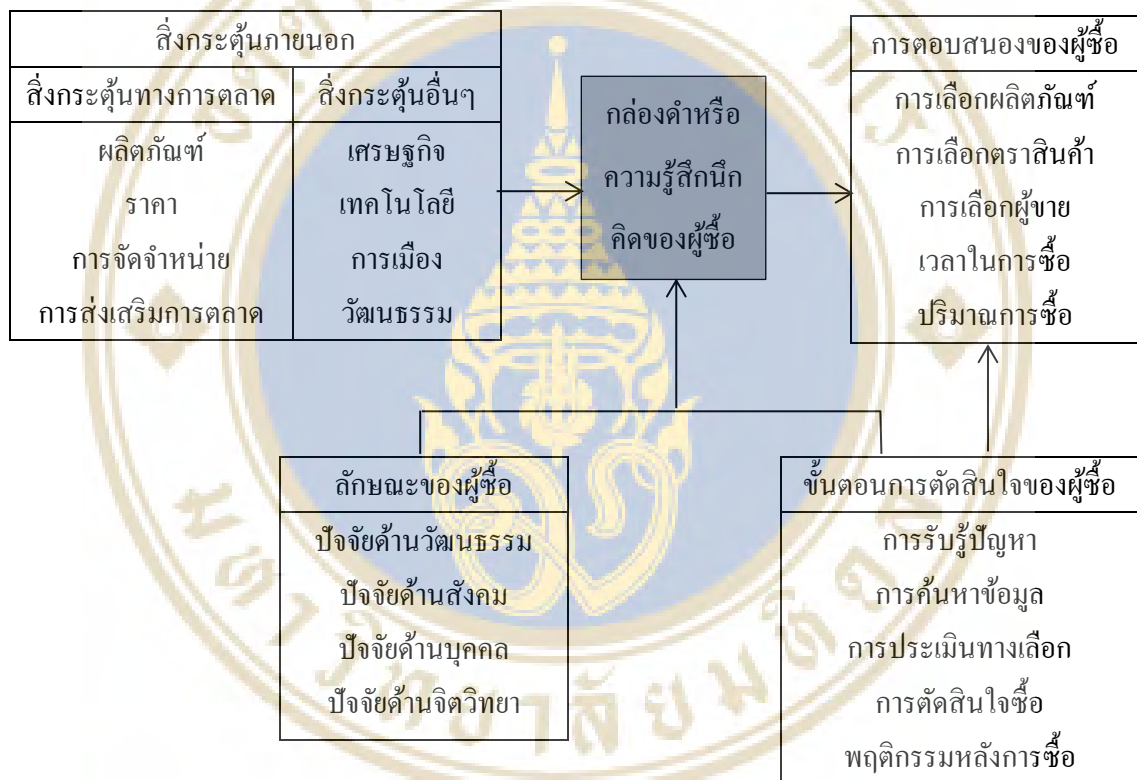 สิ่งกระตุ้นภายนอก
สิ่งกระตุ้นทางการตลาด
สิ่งกระตุ้นอื่นๆ
ผลิตภัณฑ์
เศรษฐกิจ
ราคา
เทคโนโลยี
การจัดจำหน่าย
การเมือง
การส่งเสริมการตลาด
วัฒนธรรม
กล่องดำหรือ
ความรู้สึกนึก
คิดของผู้ซื้อ
การตอบสนองของผู้ซื้อ
การเลือกผลิตภัณฑ์
การเลือกตราสินค้า
การเลือกผู้ขาย
เวลาในการซื้อ
ปริมาณการซื้อ
ลักษณะของผู้ซื้อ
ปัจจัยด้านวัฒนธรรม
ปัจจัยด้านสังคม
ปัจจัยด้านบุคคล
ปัจจัยด้านจิตวิทยา
ขั้นตอนการตัดสินใจของผู้ซื้อ
การรับรู้ปัญหา
การค้นหาข้อมูล
การประเมินทางเลือก
การตัดสินใจซื้อ
พฤติกรรมหลังการซื้อ
มหาวิทยาลัยมหิดล